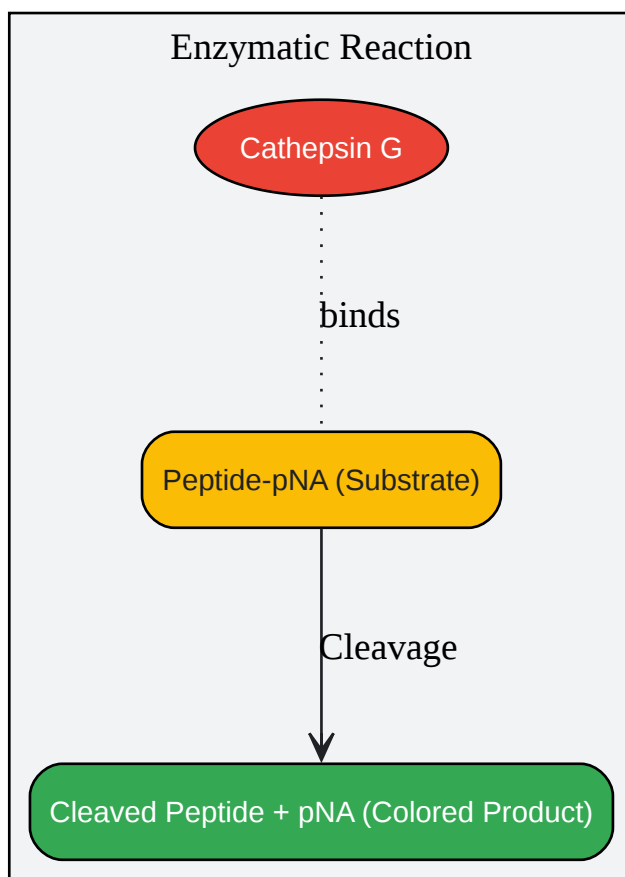 Enzymatic Reaction
Cathepsin G
binds
Peptide-pNA (Substrate)
Cleavage
Cleaved Peptide + pNA (Colored Product)